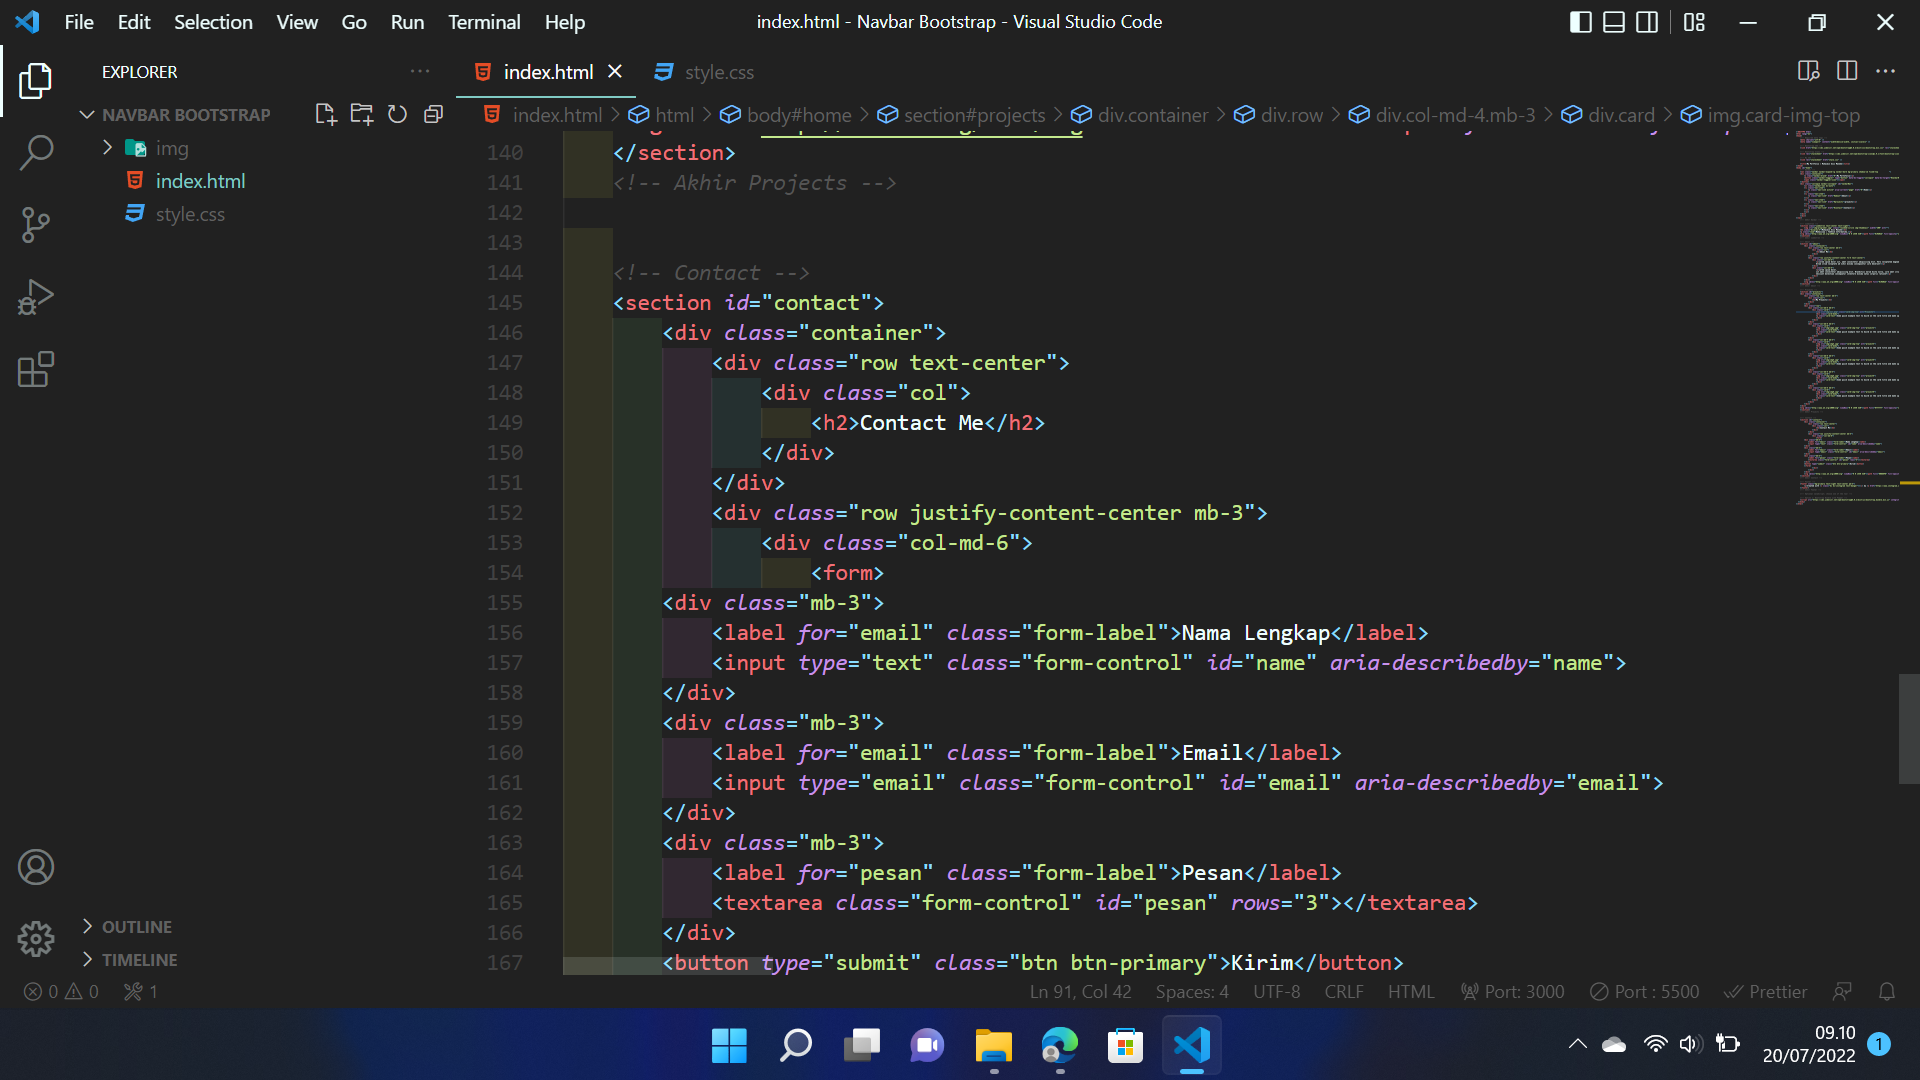 File Edit Selection View Go Run Terminal Help
index.html - Navbar Bootstrap - Visual Studio Code
EXPLORER
index.html
style.css
NAVBAR BOOTSTRAP
index.html > html > body#home > section#projects > div.container > div.row > div.col-md-4.mb-3 > div.card > img.card-img-top
img
index.html
style.css
140 </section>
141 <!-- Akhir Projects -->
142
143
144 <!-- Contact -->
145 <section id="contact">
146 <div class="container">
147 <div class="row text-center">
148 <div class="col">
149 <h2>Contact Me</h2>
150 </div>
151 </div>
152 <div class="row justify-content-center mb-3">
153 <div class="col-md-6">
154 <form>
155 <div class="mb-3">
156 <label for="email" class="form-label">Nama Lengkap</label>
157 <input type="text" class="form-control" id="name" aria-describedby="name">
158 </div>
159 <div class="mb-3">
160 <label for="email" class="form-label">Email</label>
161 <input type="email" class="form-control" id="email" aria-describedby="email">
162 </div>
163 <div class="mb-3">
164 <label for="pesan" class="form-label">Pesan</label>
165 <textarea class="form-control" id="pesan" rows="3"></textarea>
166 </div>
167 <button type="submit" class="btn btn-primary">Kirim</button>
OUTLINE
TIMELINE
0 0 1
Ln 91, Col 42 Spaces: 4 UTF-8 CRLF HTML Port: 3000 Port : 5500 Prettier
09.10
20/07/2022
1